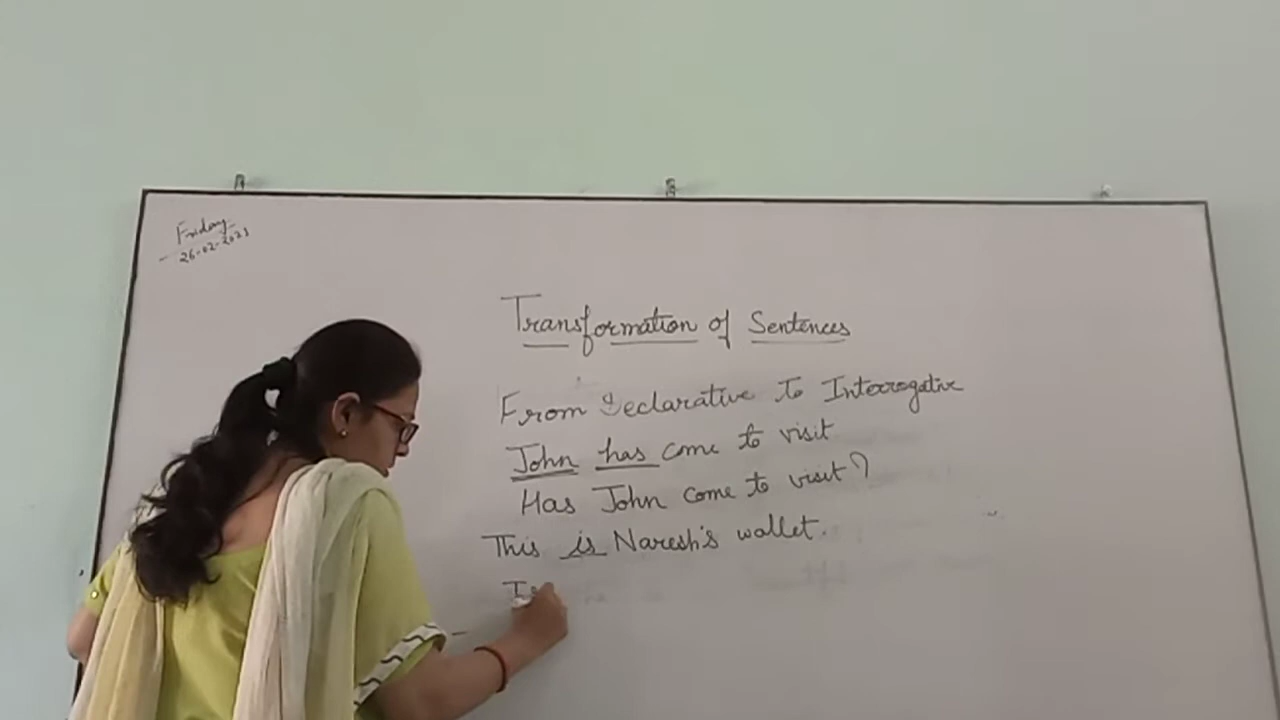 Friday
26-02-2021
Transformation of Sentences
From Declarative to Interrogative
John has come to visit
Has John come to visit?
This is Naresh's wallet.
Is